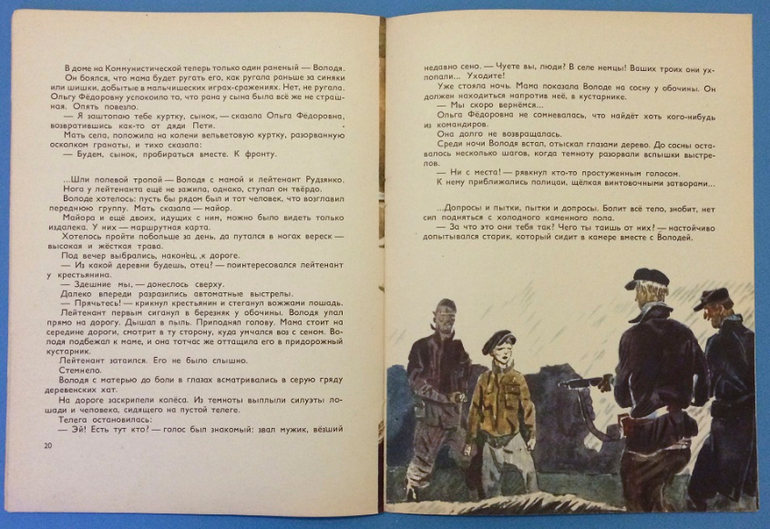 В доме на Коммунистической теперь только один раненый — Володя.
Он боялся, что мама будет ругать его, как ругала раньше за синяки
или шишки, добытые в мальчишеских играх-сражениях. Нет, не ругала.
Ольгу Фёдоровну успокоило то, что рана у сына была всё же не страш-
ная. Опять повезло.
— Я заштопаю тебе куртку, сынок, — сказала Ольга Фёдоровна,
возвратившись как-то от дяди Пети.
Мать села, положила на колени вельветовую куртку, разорванную
осколком гранаты, и тихо сказала:
— Будем, сынок, пробираться вместе. К фронту.
...Шли полевой тропой — Володя с мамой и лейтенант Рудзянко.
Нога у лейтенанта ещё не зажила, однако, ступал он твёрдо.
Володе хотелось: пусть бы рядом был и тот человек, что возглавил
переднюю группу. Мать сказала — майор.
Майора и ещё двоих, идущих с ним, можно было видеть только
издалека. У них — маршрутная карта.
Хотелось пройти побольше за день, да путался в ногах вереск —
высокая и жёсткая трава.
Под вечер выбрались, наконец, к дороге.
— Из какой деревни будешь, отец? — поинтересовался лейтенант
у крестьянина.
— Здешние мы, — донеслось сверху.
Далеко впереди разразились автоматные выстрелы.
— Прячьтесь! — крикнул крестьянин и стеганул вожжами лошадь.
Лейтенант первым сиганул в березняк у обочины. Володя упал
прямо на дорогу. Дышал в пыль. Приподнял голову. Мама стоит на
середине дороги, смотрит в ту сторону, куда умчался воз с сеном. Во-
лодя подбежал к маме, и она тотчас же оттащила его в придорожный
кустарник.
Лейтенант затаился. Его не было слышно.
Стемнело.
Володя с матерью до боли в глазах всматривались в серую гряду
деревенских хат.
На дороге заскрипели колёса. Из темноты выплыли силуэты ло-
шади и человека, сидящего на пустой телеге.
Телега остановилась:
— Эй! Есть тут кто? — голос был знакомый: звал мужик, вёзший
20
недавно сено. — Чуете вы, люди? В селе немцы! Ваших троих они ух-
лопали... Уходите!
Уже стояла ночь. Мама показала Володе на сосну у обочины. Он
должен находиться напротив неё, в кустарнике.
— Мы скоро вернёмся...
Ольга Фёдоровна не сомневалась, что найдёт хоть кого-нибудь
из командиров.
Она долго не возвращалась.
Среди ночи Володя встал, отыскал глазами дерево. До сосны оста-
валось несколько шагов, когда темноту разорвали вспышки выстре-
лов.
— Ни с места! — рявкнул кто-то простуженным голосом.
К нему приближались полицаи, щёлкая винтовочными затворами...
...Допросы и пытки, пытки и допросы. Болит всё тело, знобит, нет
сил подняться с холодного каменного пола.
— За что это они тебя так? Чего ты таишь от них? — настойчиво
допытывался старик, который сидит в камере вместе с Володей.